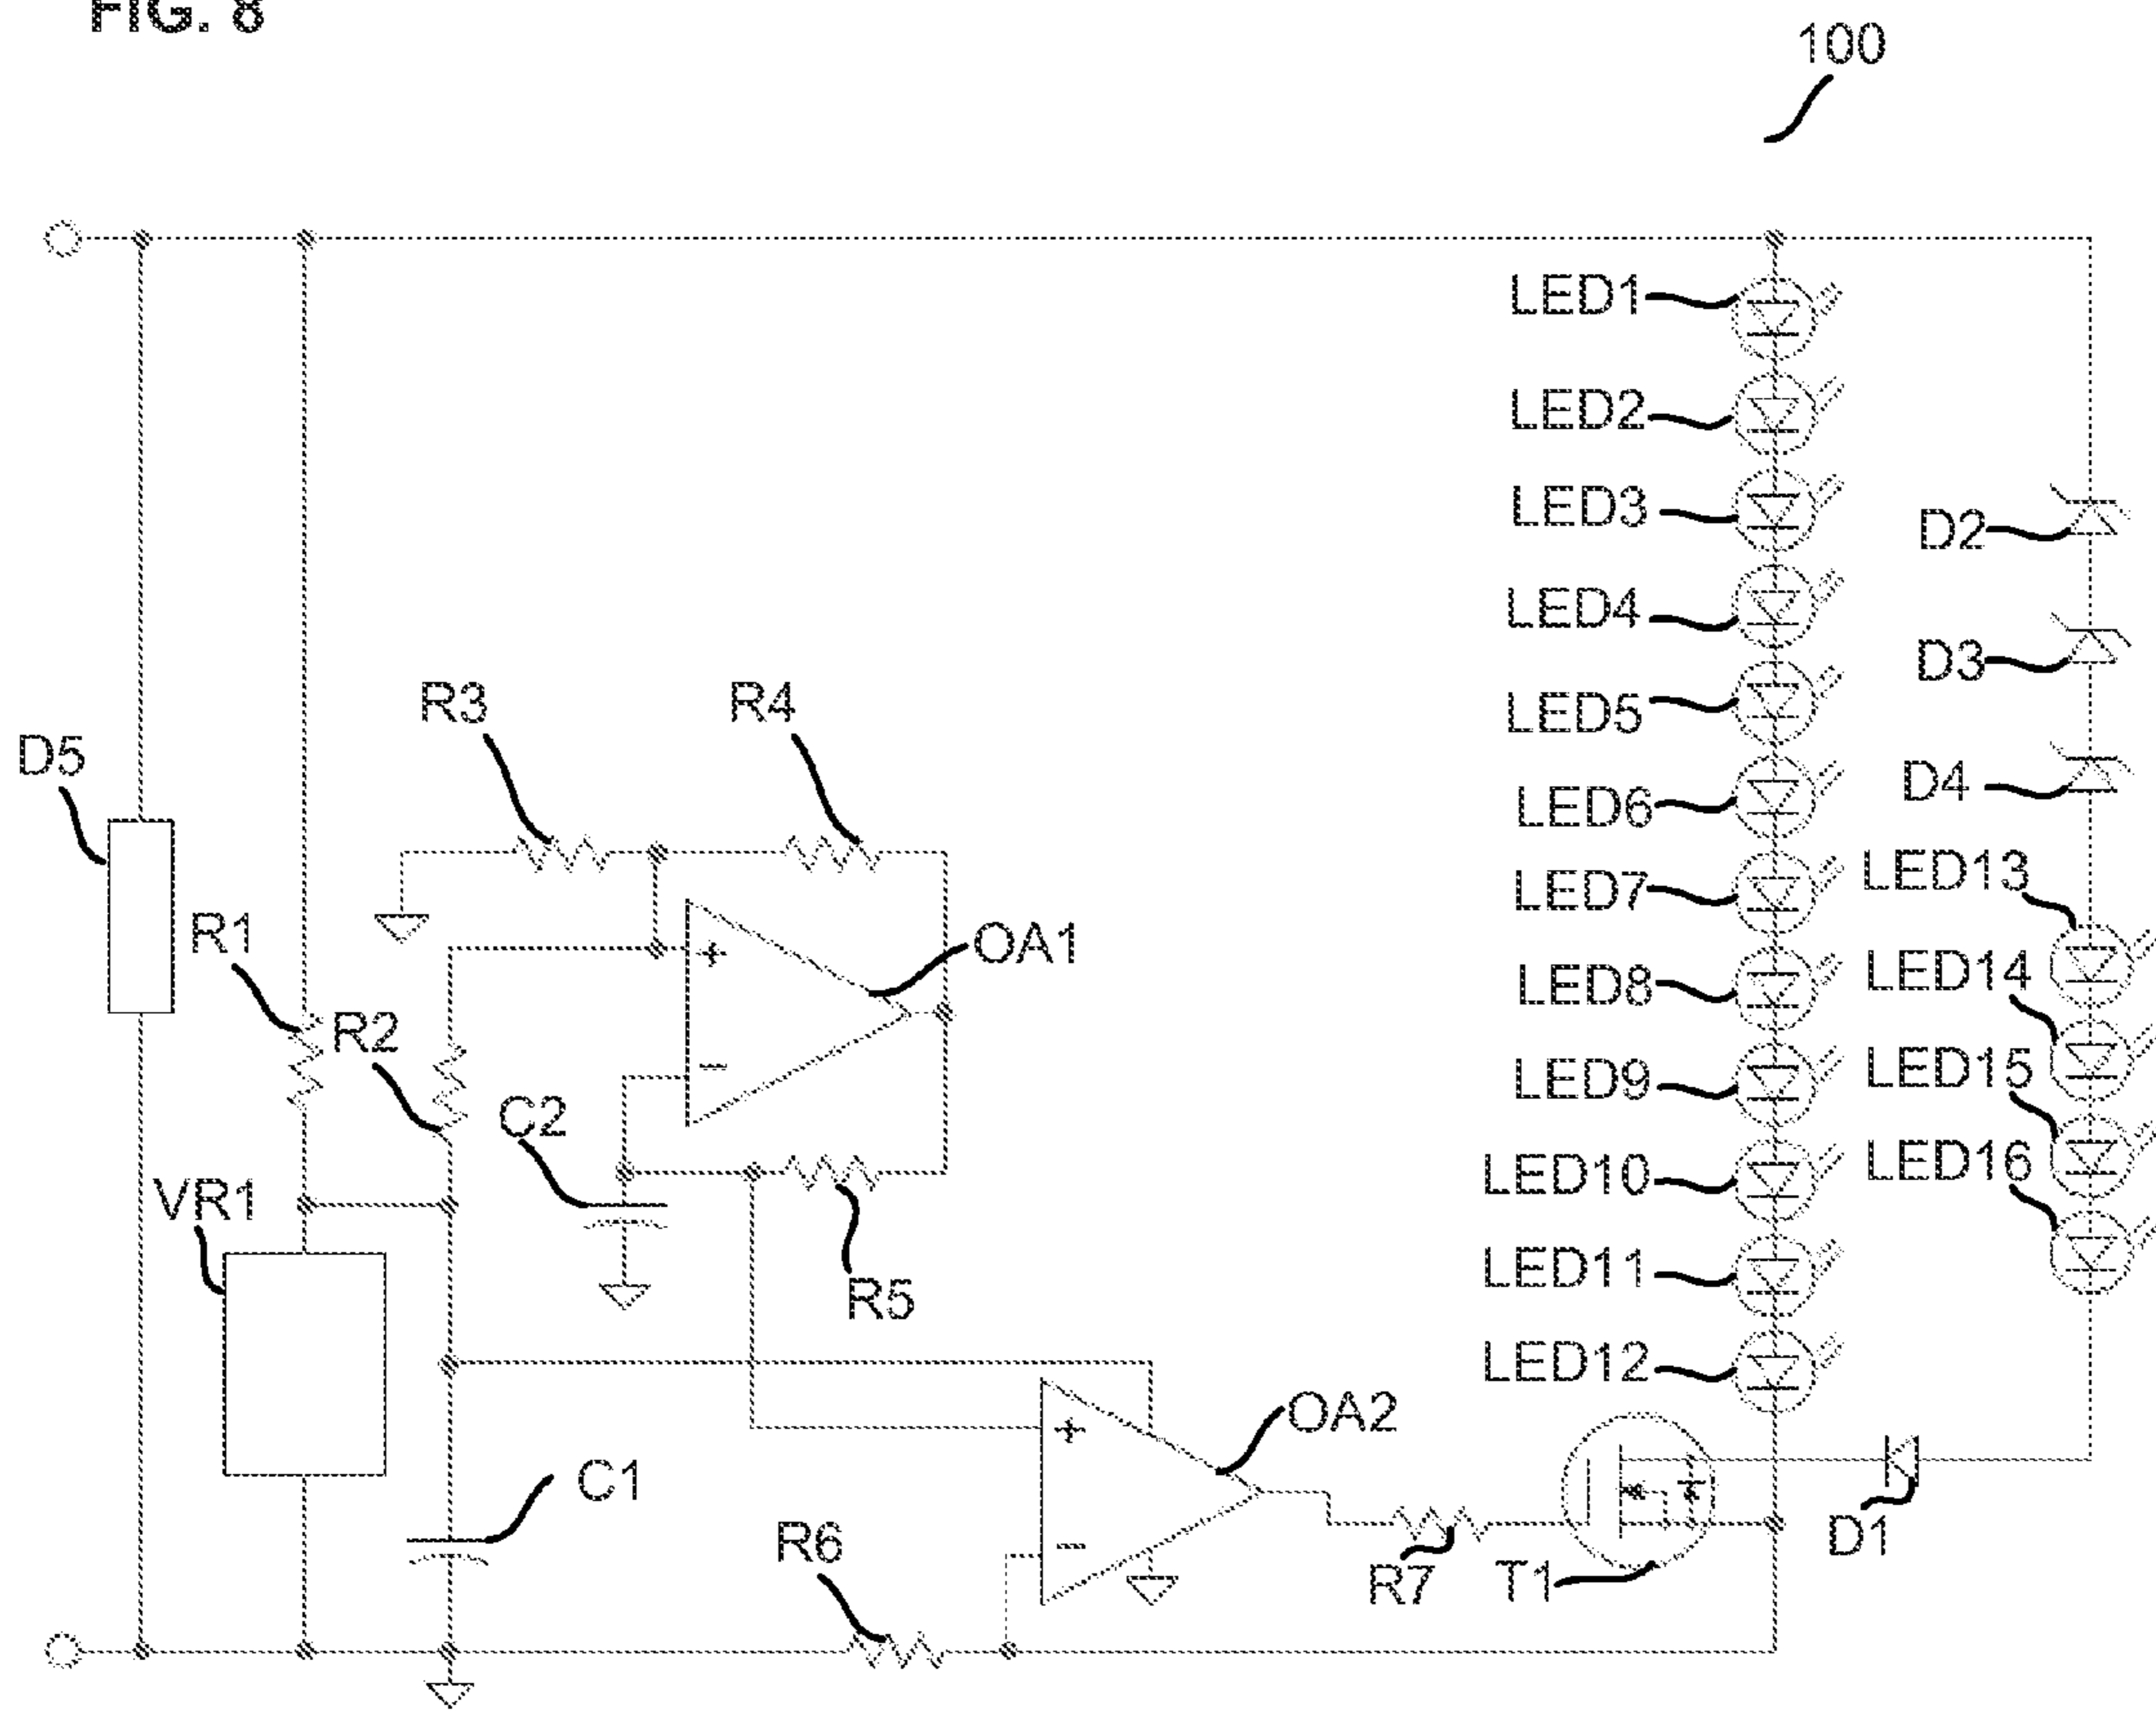 FIG. 8
100
LED1
LED2
LED3
D2
LED4
D3
R3
R4
LED5
D5
D4
LED6
LED13
LED7
R1
OA1
LED14
LED8
R2
LED15
LED9
C2
LED16
LED10
VR1
LED11
R5
LED12
OA2
C1
D1
R6
R7
T1
+
−
+
−